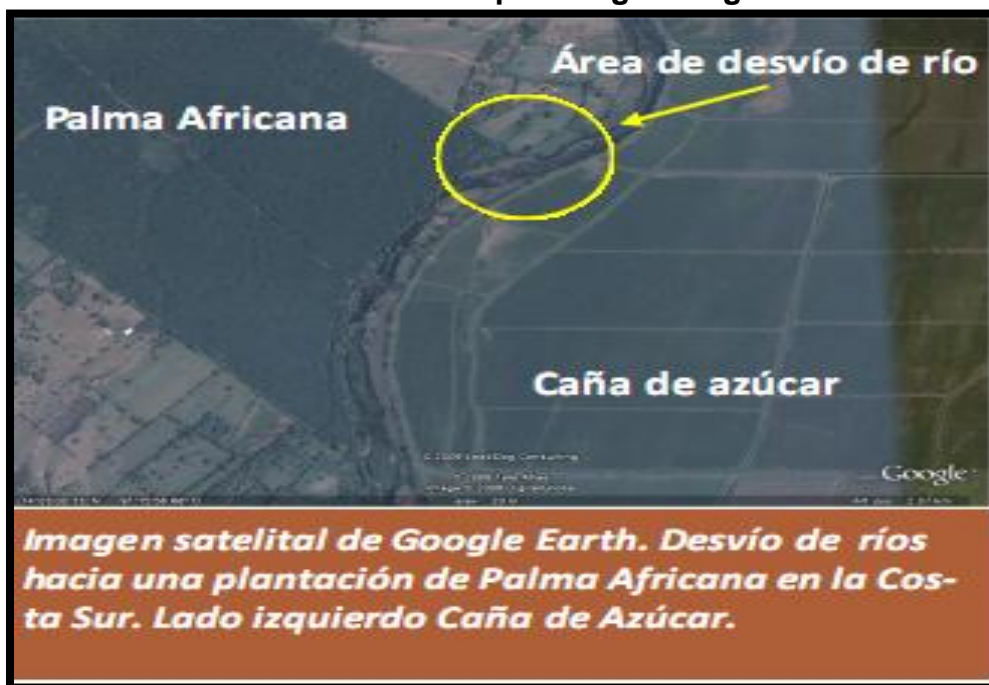 Área de desvío de río
Palma Africana
Caña de azúcar
Google
Imagen satelital de Google Earth. Desvío de ríos
hacia una plantación de Palma Africana en la Cos-
ta Sur. Lado izquierdo Caña de Azúcar.